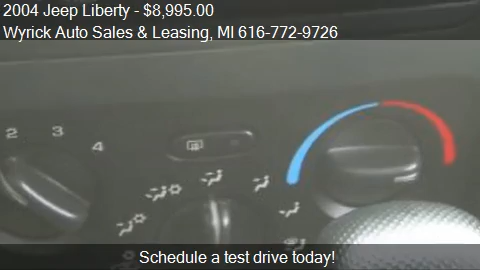 2004 Jeep Liberty - $8,995.00
Wyrick Auto Sales & Leasing, MI 616-772-9726
2 3 4
Schedule a test drive today!